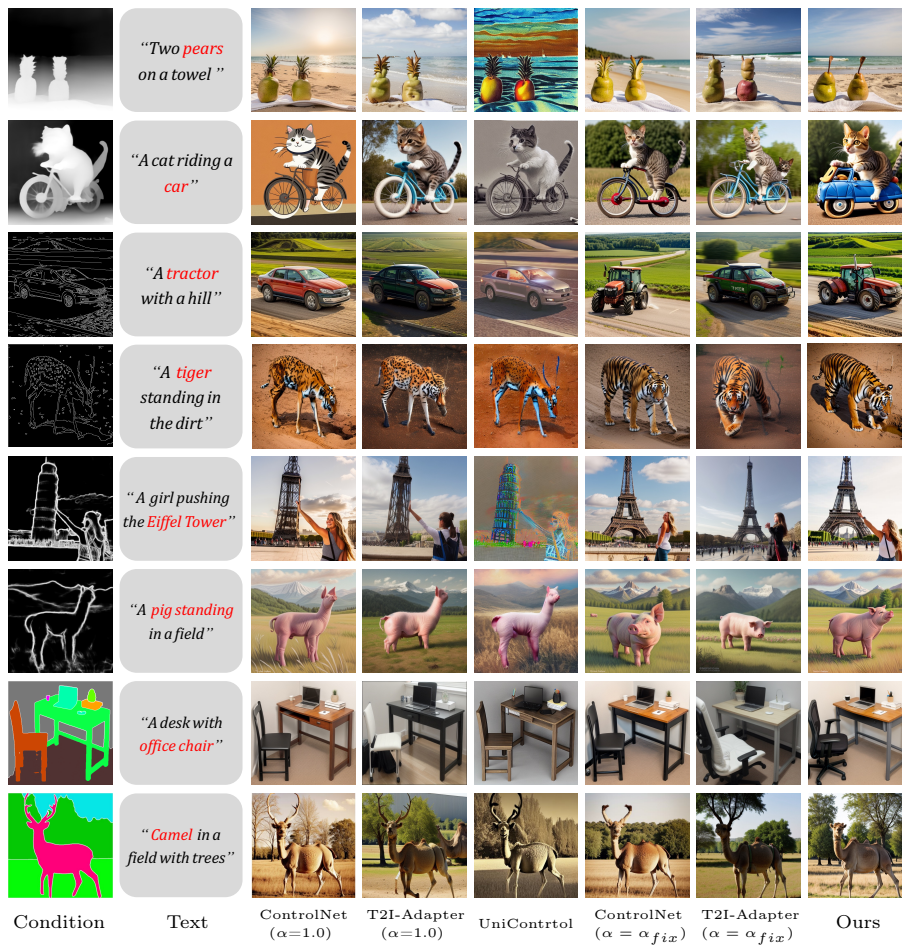 “Two pears
on a towel ”
“A cat riding a
car”
“A tractor
with a hill”
“A tiger
standing in
the dirt”
“A girl pushing
the Eiffel Tower”
“A pig standing
in a field”
“A desk with
office chair”
“Camel in a
field with trees”
Condition
Text
ControlNet
(α=1.0)
T2I-Adapter
(α=1.0)
UniContrtol
ControlNet
(α = α_fix)
T2I-Adapter
(α = α_fix)
Ours